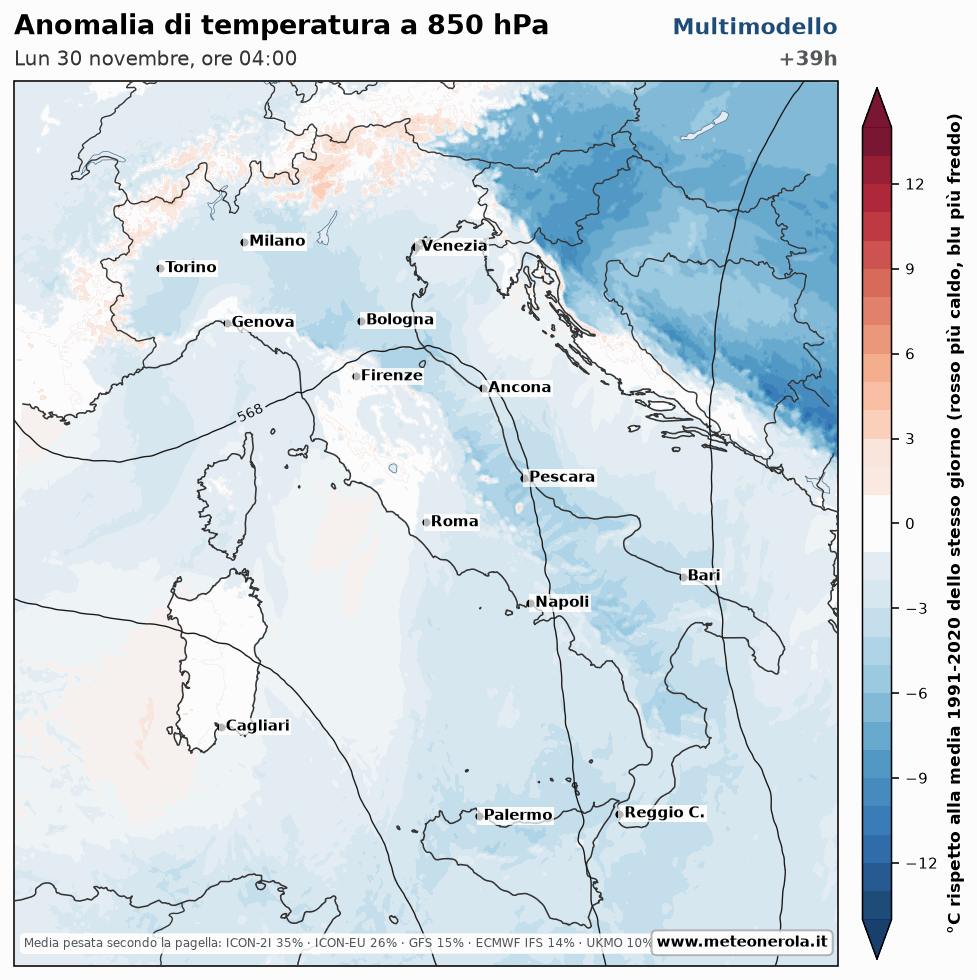 Anomalia di temperatura a 850 hPa
Multimodello
Lun 30 novembre, ore 04:00
+39h
Milano
Venezia
Torino
Genova
Bologna
Firenze
Ancona
568
Pescara
Roma
Bari
Napoli
Cagliari
Palermo
Reggio C.
12
9
6
3
0
−3
−6
−9
−12
°C rispetto alla media 1991-2020 dello stesso giorno (rosso più caldo, blu più freddo)
Media pesata secondo la pagella: ICON-2I 35% · ICON-EU 26% · GFS 15% · ECMWF IFS 14% · UKMO 10%
www.meteonerola.it